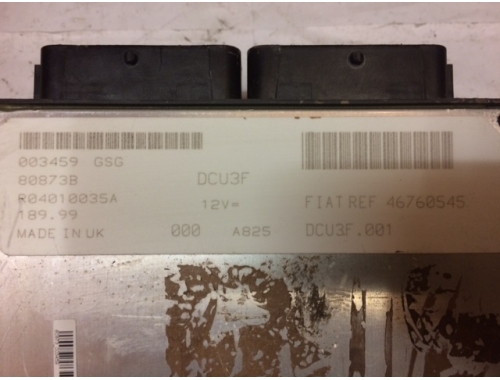 003459 GSG
80873B
DCU3F
R04010035A
12V=
FIAT REF 46760545
189.99
MADE IN UK
000 A825
DCU3F.001